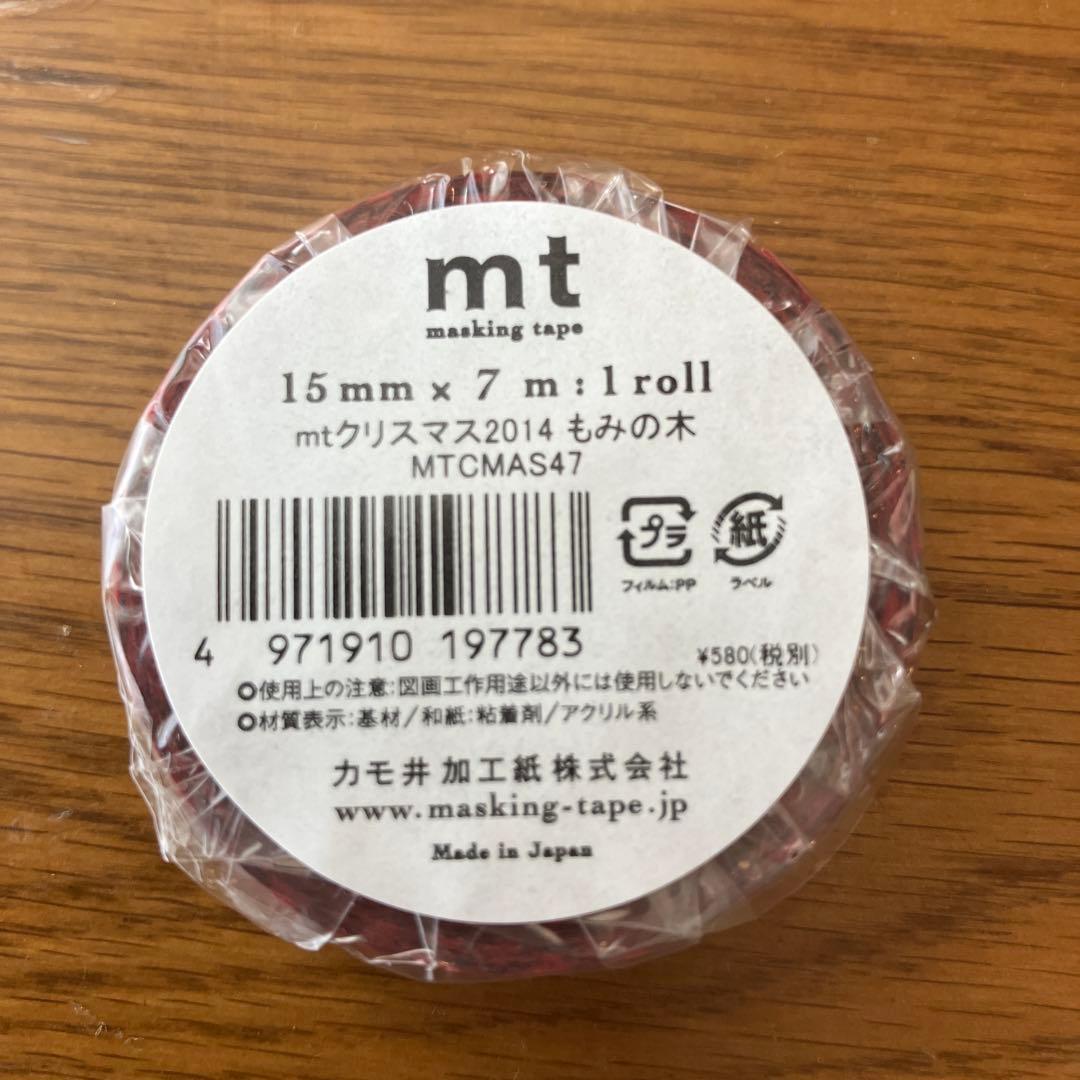 mt
masking tape
15mm × 7 m : 1 roll
mtクリスマス2014 もみの木
MTCMAS47
プラ 紙
フィルム:PP ラベル
4 971910 197783
¥580(税別)
○使用上の注意:図画工作用途以外には使用しないでください
○材質表示:基材/和紙:粘着剤/アクリル系
カモ井加工紙株式会社
www.masking-tape.jp
Made in Japan